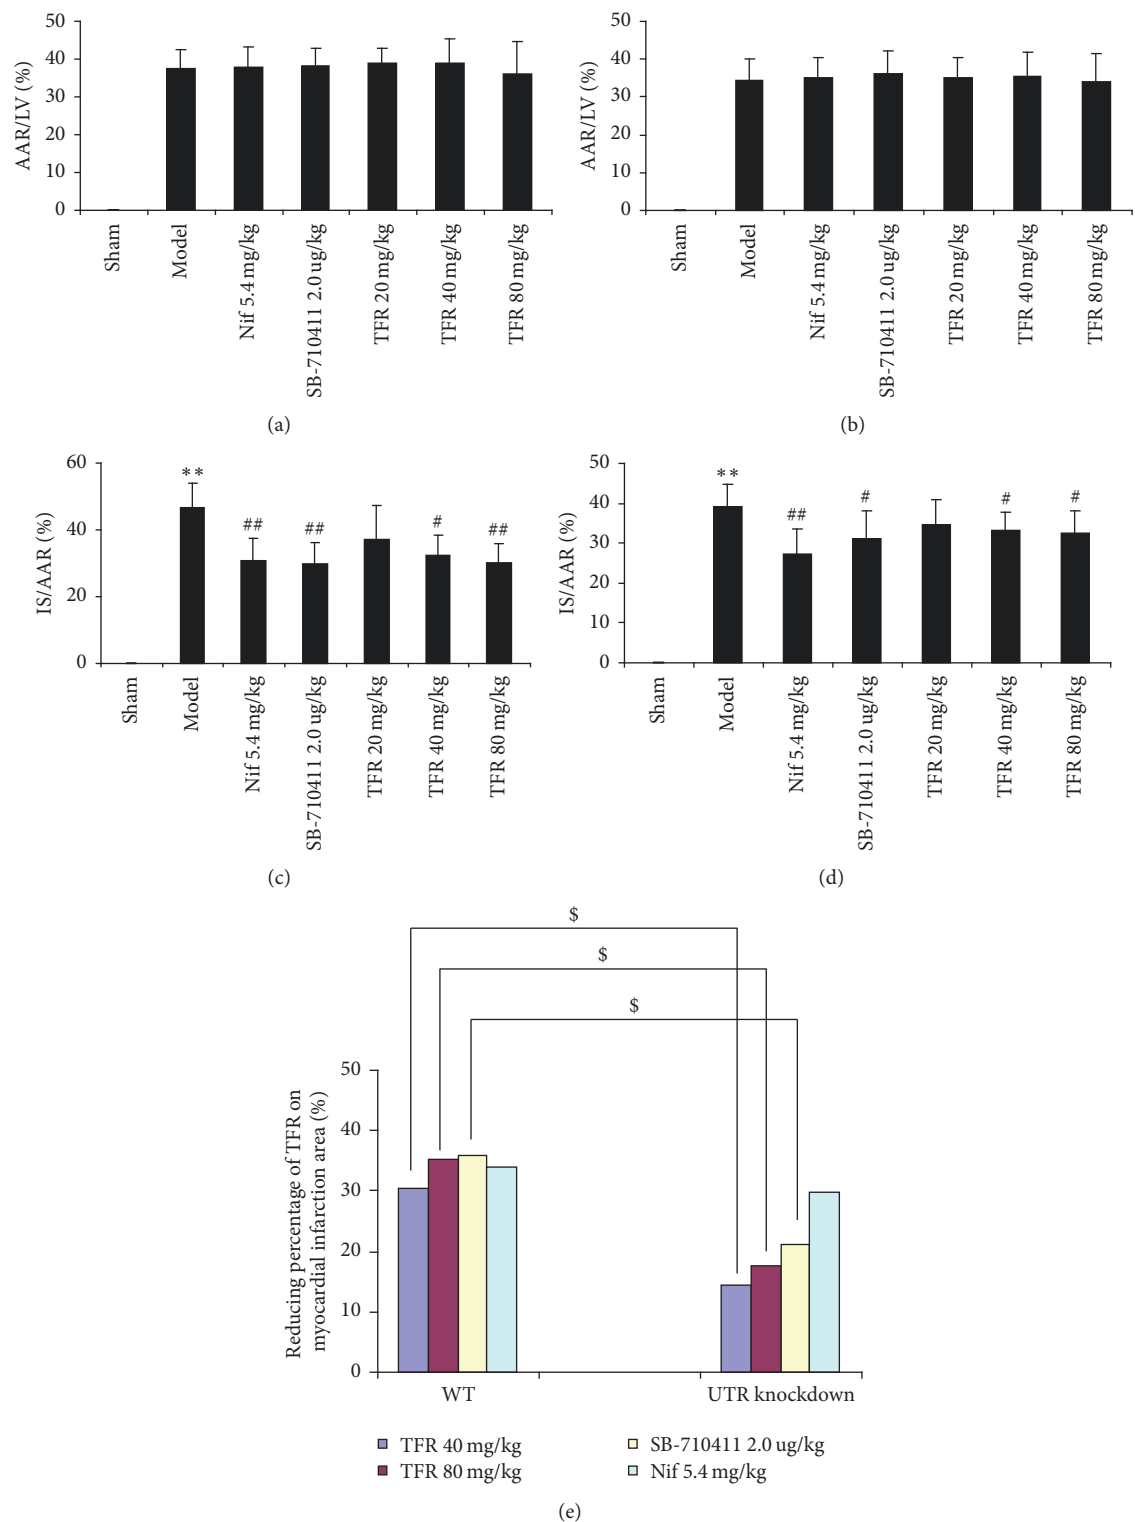 AAR/LV (%)
50
40
30
20
10
0
Sham
Model
Nif 5.4 mg/kg
SB-710411 2.0 ug/kg
TFR 20 mg/kg
TFR 40 mg/kg
TFR 80 mg/kg
(a)
AAR/LV (%)
50
40
30
20
10
0
Sham
Model
Nif 5.4 mg/kg
SB-710411 2.0 ug/kg
TFR 20 mg/kg
TFR 40 mg/kg
TFR 80 mg/kg
(b)
IS/AAR (%)
60
40
20
0
**
##
##
#
##
Sham
Model
Nif 5.4 mg/kg
SB-710411 2.0 ug/kg
TFR 20 mg/kg
TFR 40 mg/kg
TFR 80 mg/kg
(c)
IS/AAR (%)
50
40
30
20
10
0
**
##
#
#
#
Sham
Model
Nif 5.4 mg/kg
SB-710411 2.0 ug/kg
TFR 20 mg/kg
TFR 40 mg/kg
TFR 80 mg/kg
(d)
$
$
$
Reducing percentage of TFR on
myocardial infarction area (%)
50
40
30
20
10
0
WT
UTR knockdown
TFR 40 mg/kg
TFR 80 mg/kg
SB-710411 2.0 ug/kg
Nif 5.4 mg/kg
(e)